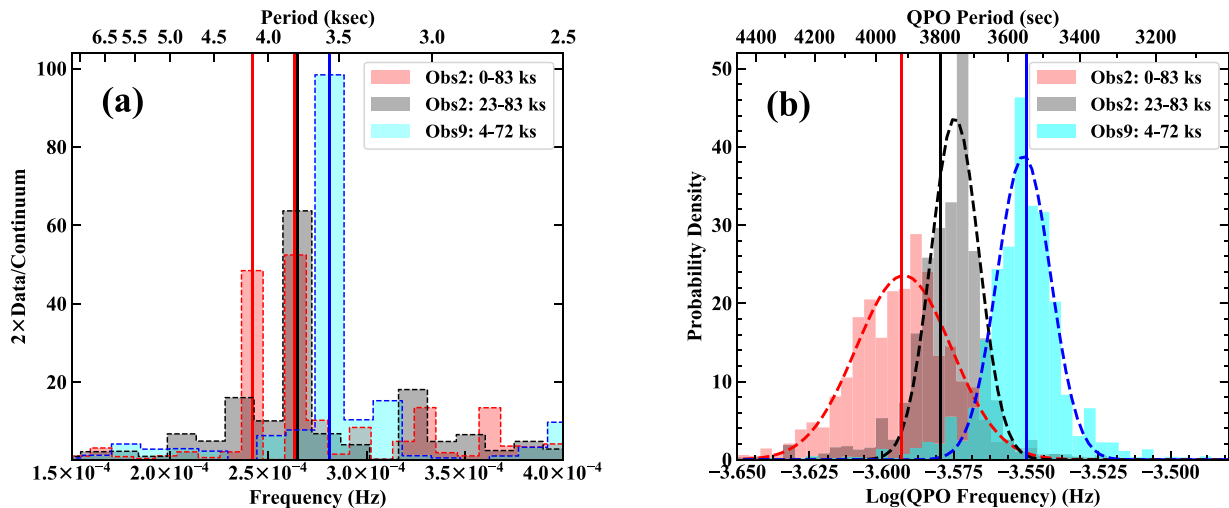 Period (ksec)
6.5 5.5 5.0 4.5 4.0 3.5 3.0 2.5
(a)
Obs2: 0-83 ks
Obs2: 23-83 ks
Obs9: 4-72 ks
2×Data/Continuum
100
80
60
40
20
0
1.5×10⁻⁴ 2.0×10⁻⁴ 2.5×10⁻⁴ 3.0×10⁻⁴ 3.5×10⁻⁴ 4.0×10⁻⁴
Frequency (Hz)
QPO Period (sec)
4400 4200 4000 3800 3600 3400 3200
(b)
Obs2: 0-83 ks
Obs2: 23-83 ks
Obs9: 4-72 ks
Probability Density
50
40
30
20
10
0
−3.650 −3.625 −3.600 −3.575 −3.550 −3.525 −3.500
Log(QPO Frequency) (Hz)